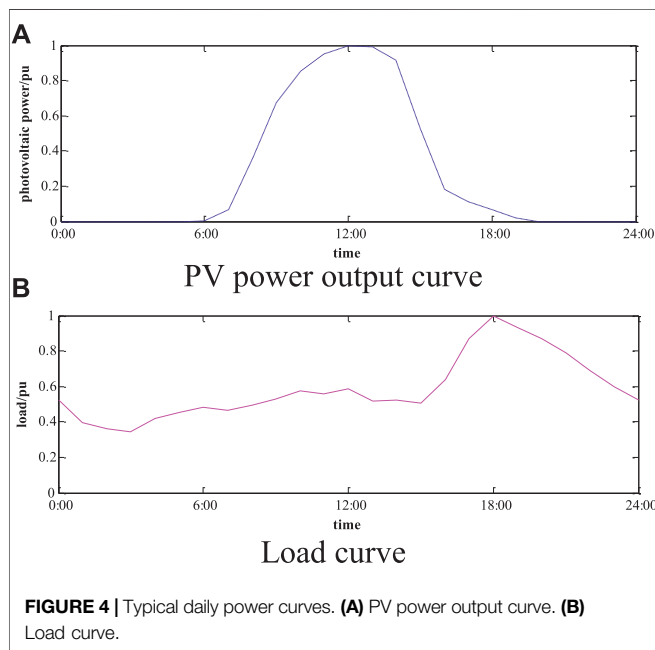 A
photovoltaic power/pu
1
0.8
0.6
0.4
0.2
0
0:00 6:00 12:00 18:00 24:00
time
PV power output curve
B
load/pu
1
0.8
0.6
0.4
0.2
0
0:00 6:00 12:00 18:00 24:00
time
Load curve
FIGURE 4 | Typical daily power curves. (A) PV power output curve. (B)
Load curve.